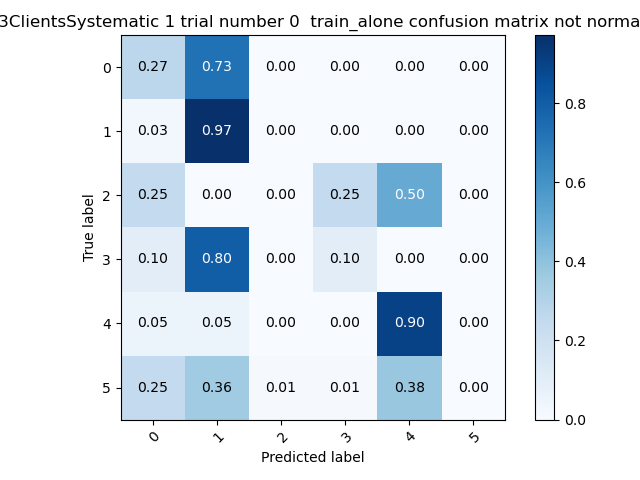 3ClientsSystematic 1 trial number 0 train_alone confusion matrix not norma
0 0.27 0.73 0.00 0.00 0.00 0.00
1 0.03 0.97 0.00 0.00 0.00 0.00
2 0.25 0.00 0.00 0.25 0.50 0.00
3 0.10 0.80 0.00 0.10 0.00 0.00
4 0.05 0.05 0.00 0.00 0.90 0.00
5 0.25 0.36 0.01 0.01 0.38 0.00
0 1 2 3 4 5
True label
Predicted label
0.8
0.6
0.4
0.2
0.0